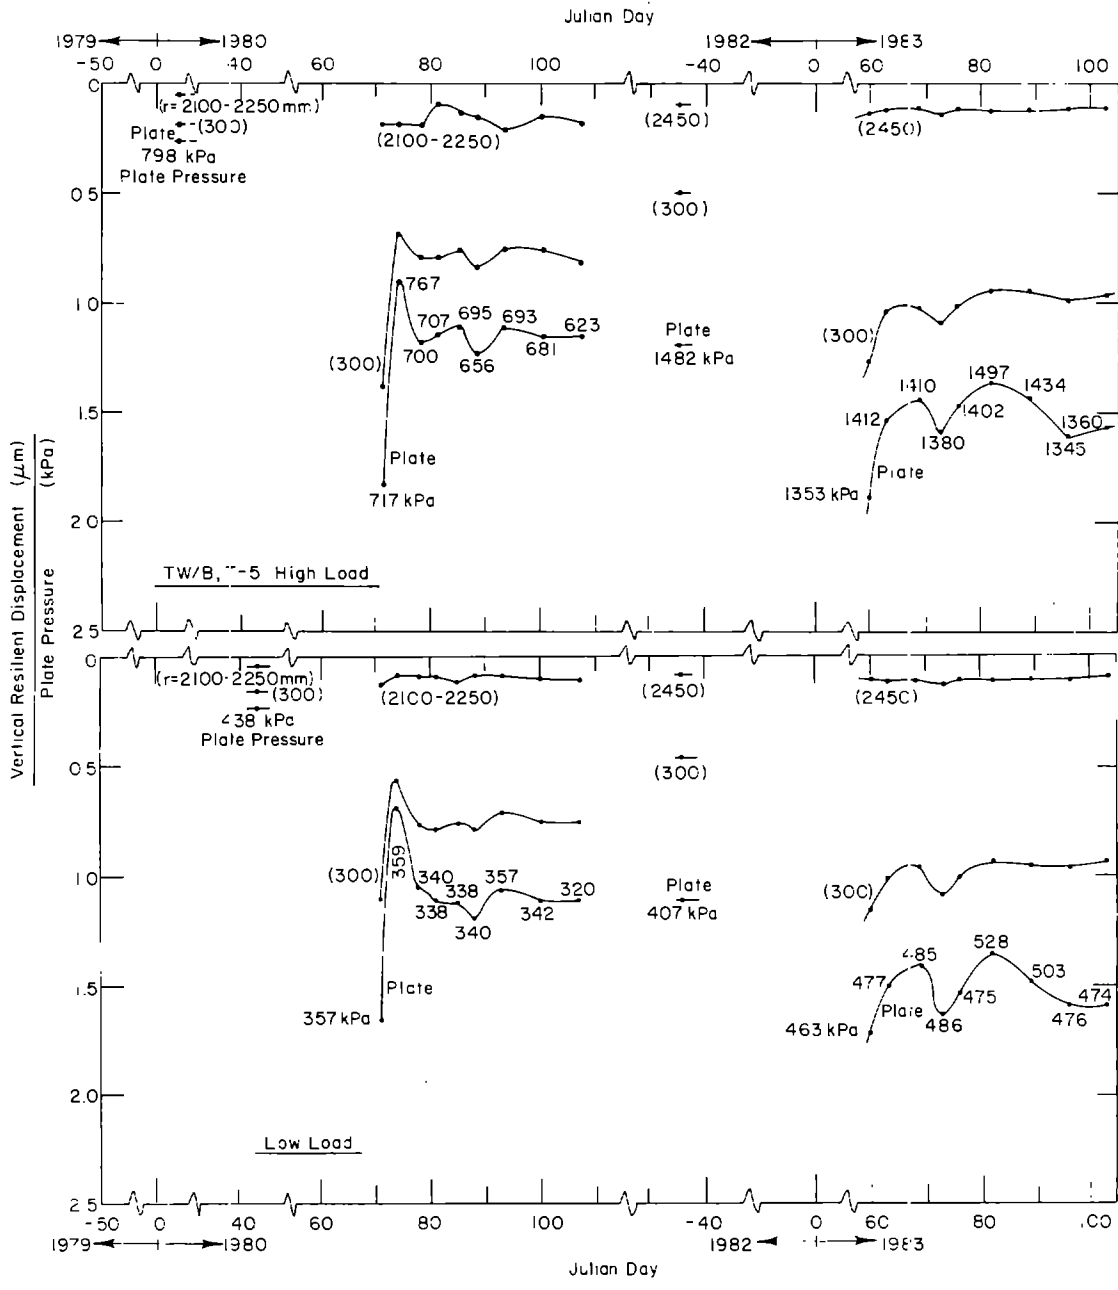 Julian Day
1979 1980 1982 1983
-50 0 40 60 80 100 -40 0 60 80 100
0
(r=2100-2250mm)
(300)
Plate
798 kPa
Plate Pressure
(2100-2250)
(2450)
(2450)
0.5
(300)
767
1.0
707 695 693 623
700 656 681
(300)
Plate
1482 kPa
(300)
1497
1410 1434
1412 1402 1360
1380 1345
1.5
Plate
717 kPa
Plate
1353 kPa
2.0
TW/B, T-5 High Load
2.5
Vertical Resilient Displacement (μm)
Plate Pressure (kPa)
0
(r=2100-2250mm)
(300)
438 kPa
Plate Pressure
(2100-2250)
(2450)
(2450)
0.5
(300)
359
1.0
(300)
340 338 357 320
338 340 342
Plate
407 kPa
(300)
528
485 503
477 475 474
486 476
1.5
Plate
357 kPa
Plate
463 kPa
2.0
Low Load
2.5
-50 0 40 60 80 100 -40 0 60 80 100
1979 1980 1982 1983
Julian Day